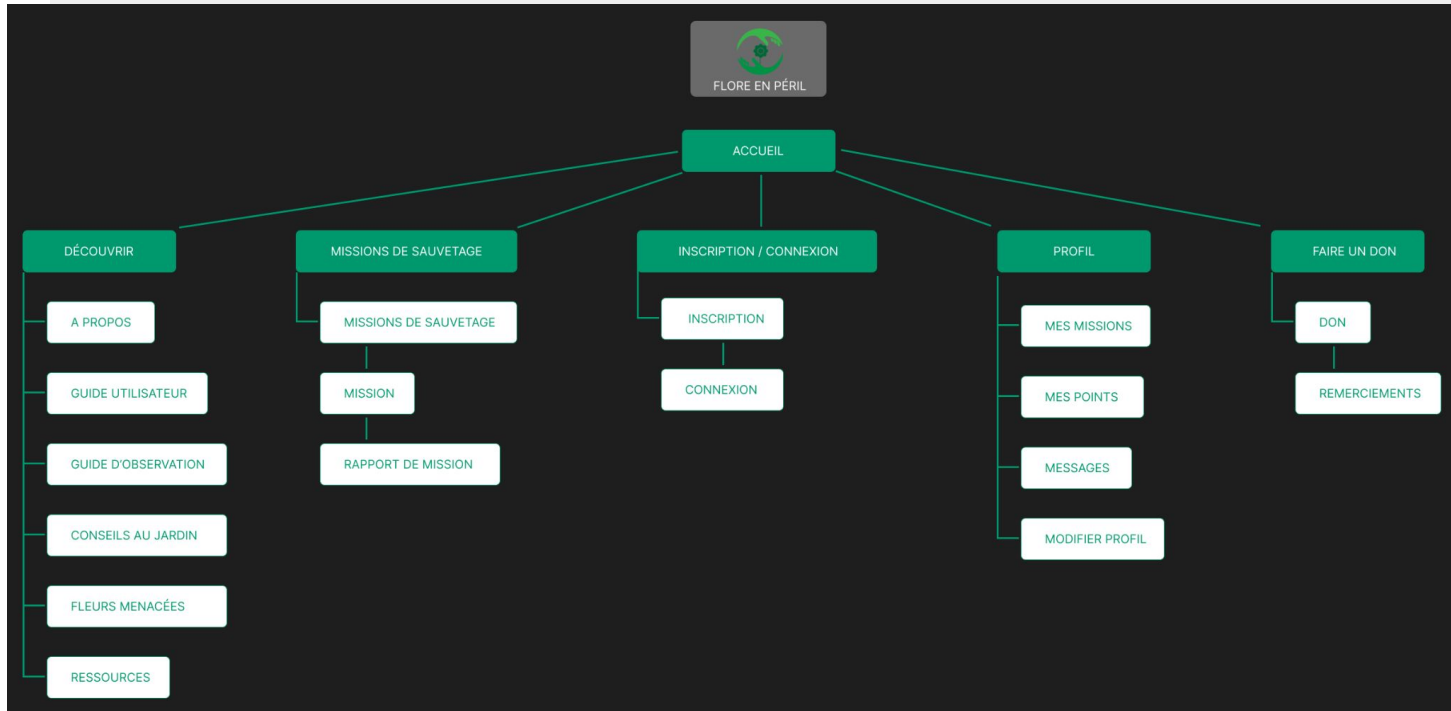 FLORE EN PÉRIL
ACCUEIL
DÉCOUVRIR
MISSIONS DE SAUVETAGE
INSCRIPTION / CONNEXION
PROFIL
FAIRE UN DON
A PROPOS
GUIDE UTILISATEUR
GUIDE D'OBSERVATION
CONSEILS AU JARDIN
FLEURS MENACÉES
RESSOURCES
MISSIONS DE SAUVETAGE
MISSION
RAPPORT DE MISSION
INSCRIPTION
CONNEXION
MES MISSIONS
MES POINTS
MESSAGES
MODIFIER PROFIL
DON
REMERCIEMENTS